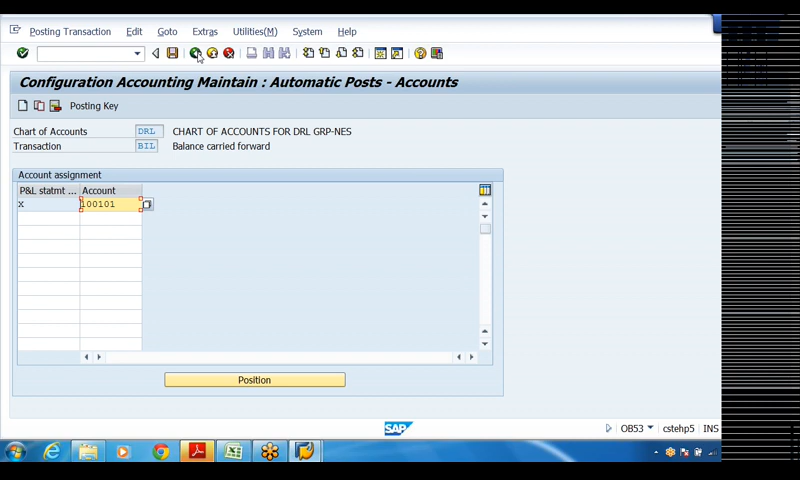 Posting Transaction Edit Goto Extras Utilities(M) System Help
Configuration Accounting Maintain : Automatic Posts - Accounts
Posting Key
Chart of Accounts DRL CHART OF ACCOUNTS FOR DRL GRP-NES
Transaction BIL Balance carried forward
Account assignment
P&L statmt ... Account
X 100101
Position
SAP
OB53 cstehp5 INS